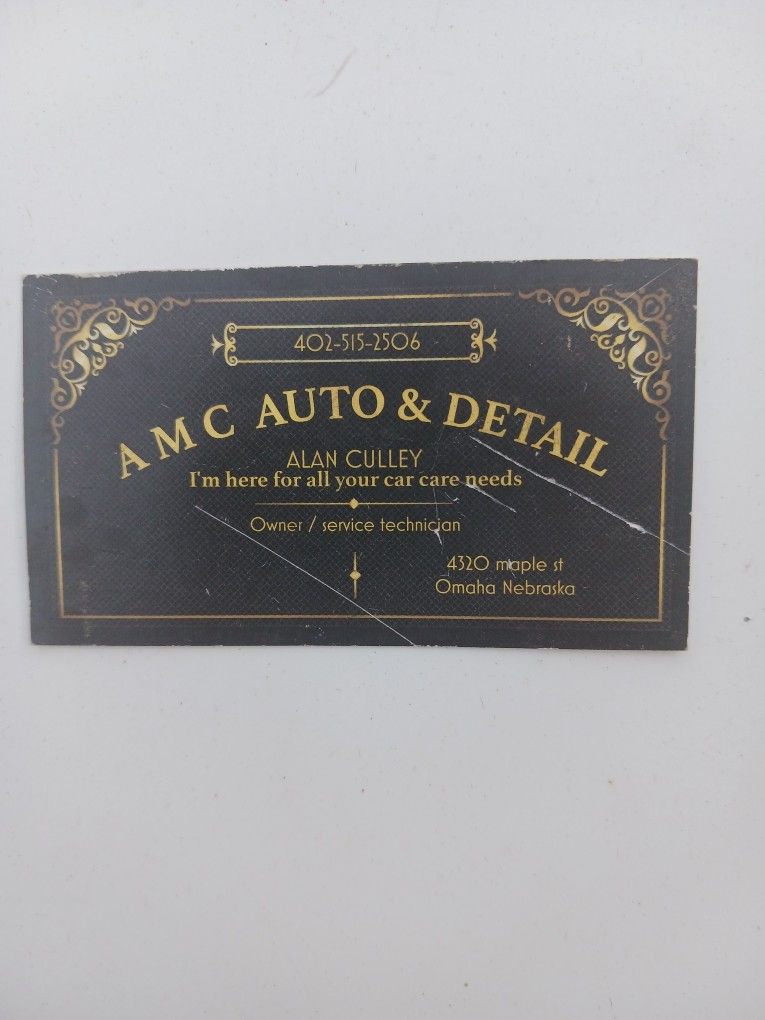 402-515-2506
AMC AUTO & DETAIL
ALAN CULLEY
I'm here for all your car care needs
Owner / service technician
4320 maple st
Omaha Nebraska